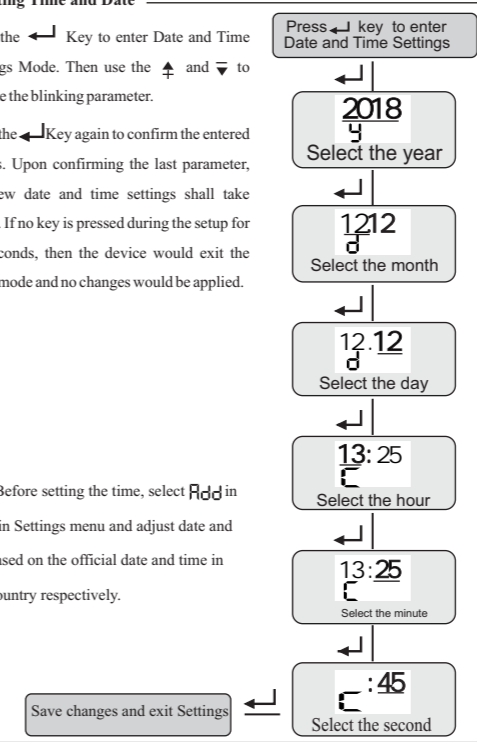 ting Time and Date
the Key to enter Date and Time
gs Mode. Then use the and to
e the blinking parameter.
the Key again to confirm the entered
s. Upon confirming the last parameter,
ew date and time settings shall take
. If no key is pressed during the setup for
conds, then the device would exit the
mode and no changes would be applied.
Before setting the time, select Add in
in Settings menu and adjust date and
ased on the official date and time in
ountry respectively.
Press key to enter
Date and Time Settings
2018
y
Select the year
1212
d
Select the month
12.12
d
Select the day
13:25
C
Select the hour
13:25
C
Select the minute
:45
C
Select the second
Save changes and exit Settings